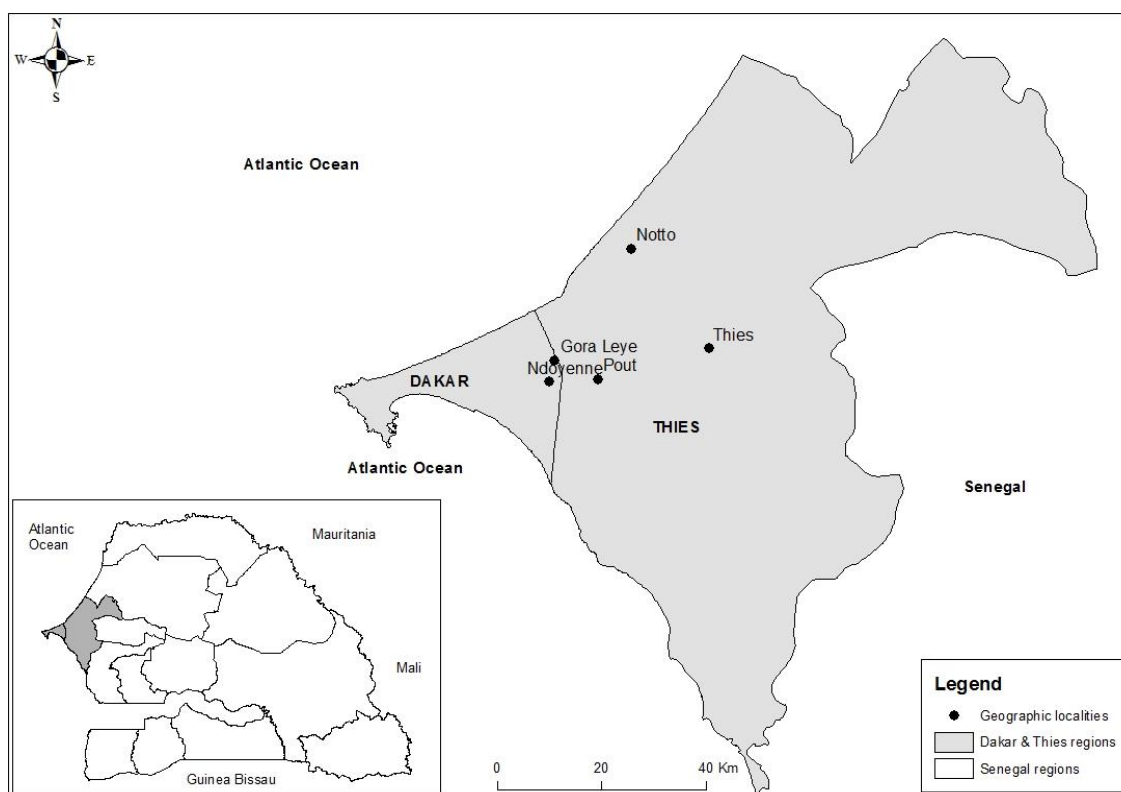 N
W E
S
Atlantic Ocean
Notto
Thies
Gora Leye
Ndoyenne
Pout
DAKAR
THIES
Atlantic Ocean
Senegal
Atlantic
Ocean
Mauritania
Mali
Guinea Bissau
0 20 40 Km
Legend
Geographic localities
Dakar & Thies regions
Senegal regions